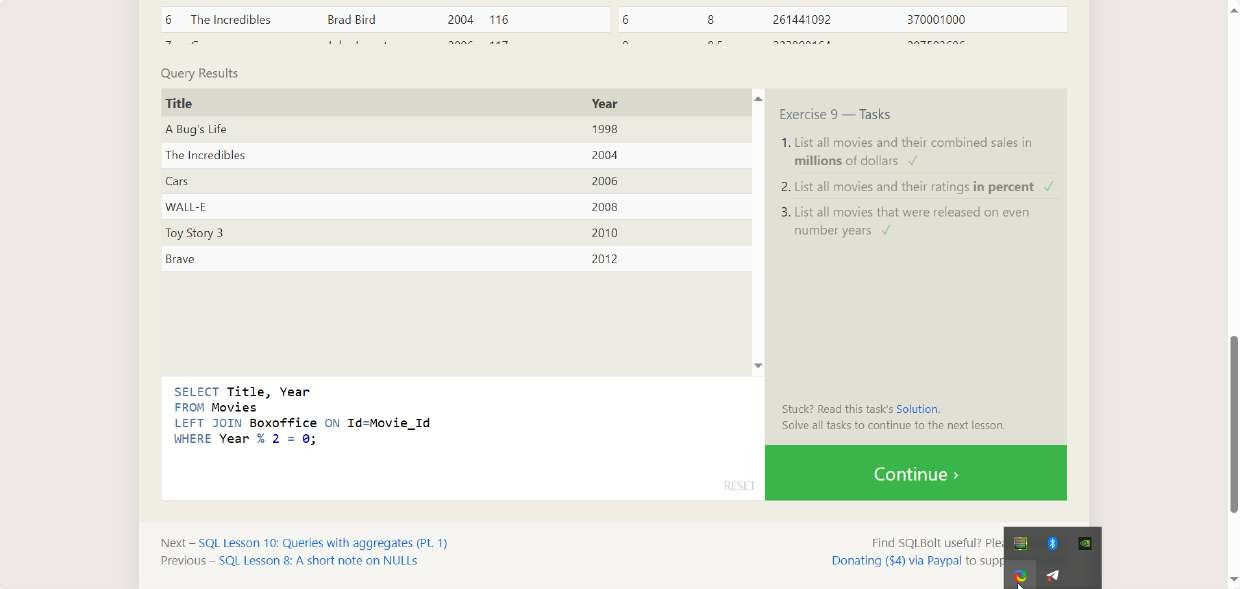 6 The Incredibles Brad Bird 2004 116 6 8 261441092 370001000
Query Results
Title Year
A Bug's Life 1998
The Incredibles 2004
Cars 2006
WALL-E 2008
Toy Story 3 2010
Brave 2012
Exercise 9 — Tasks
1. List all movies and their combined sales in
millions of dollars ✓
2. List all movies and their ratings in percent ✓
3. List all movies that were released on even
number years ✓
Stuck? Read this task's Solution.
Solve all tasks to continue to the next lesson.
SELECT Title, Year
FROM Movies
LEFT JOIN Boxoffice ON Id=Movie_Id
WHERE Year % 2 = 0;
RESET
Continue ›
Next – SQL Lesson 10: Queries with aggregates (Pt. 1)
Previous – SQL Lesson 8: A short note on NULLs
Find SQLBolt useful?
Donating ($4) via Paypal to